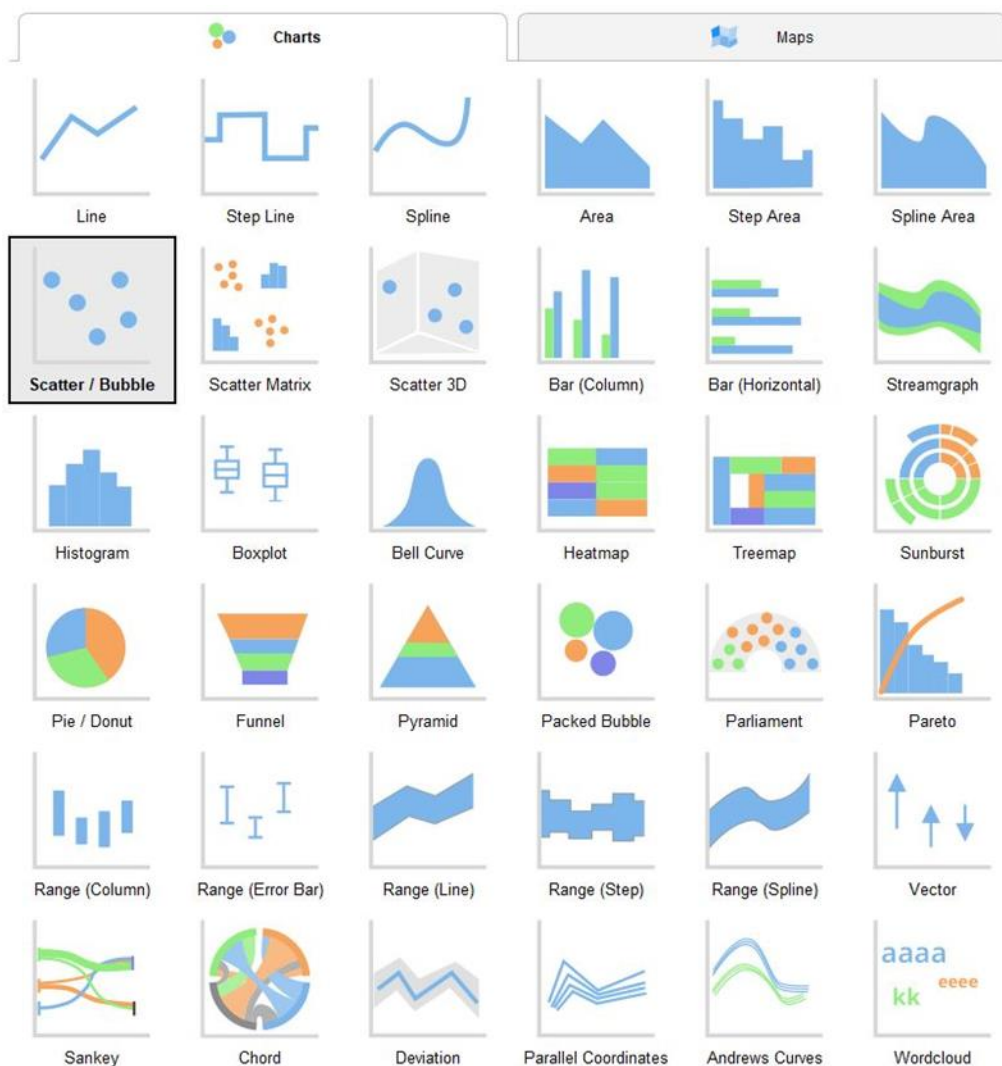 Charts
Maps
Line
Step Line
Spline
Area
Step Area
Spline Area
Scatter / Bubble
Scatter Matrix
Scatter 3D
Bar (Column)
Bar (Horizontal)
Streamgraph
Histogram
Boxplot
Bell Curve
Heatmap
Treemap
Sunburst
Pie / Donut
Funnel
Pyramid
Packed Bubble
Parliament
Pareto
Range (Column)
Range (Error Bar)
Range (Line)
Range (Step)
Range (Spline)
Vector
aaaa
eeee
kk
Sankey
Chord
Deviation
Parallel Coordinates
Andrews Curves
Wordcloud